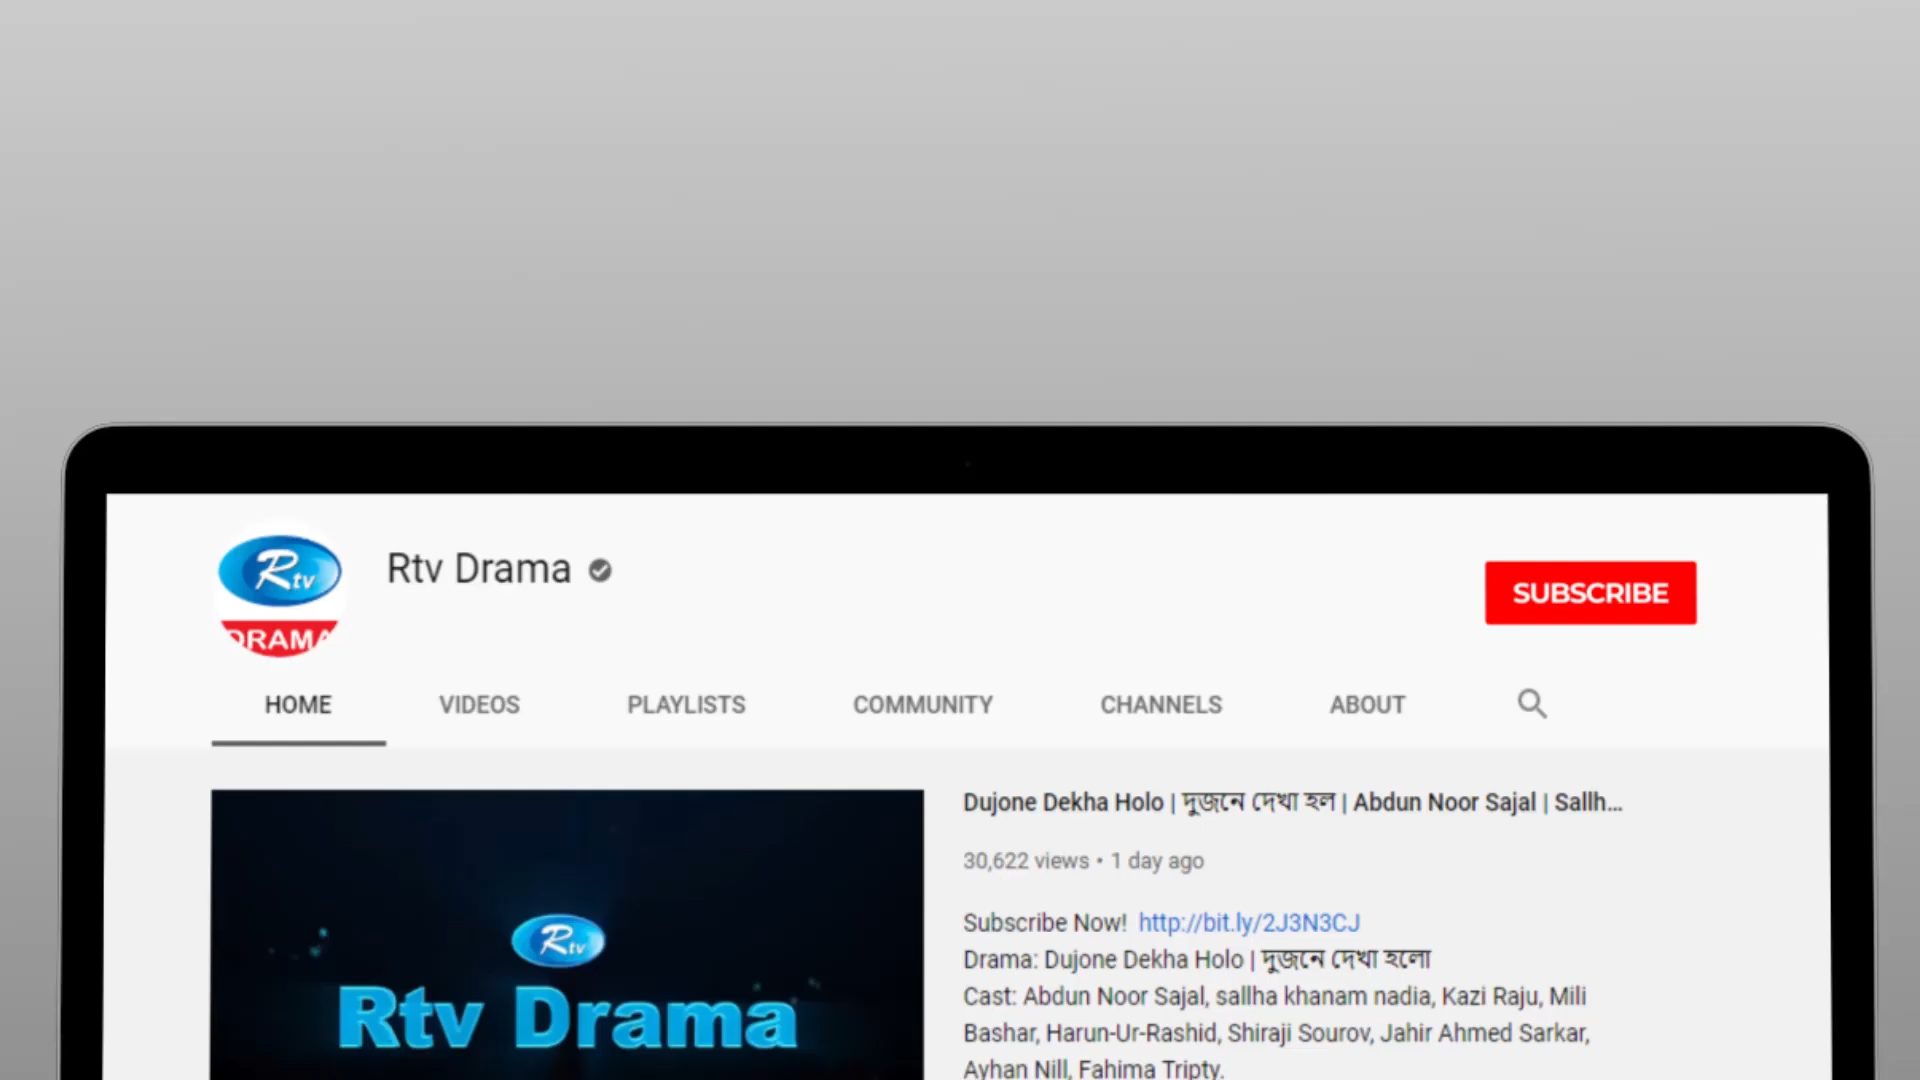 Rtv
DRAMA
Rtv Drama
SUBSCRIBE
HOME VIDEOS PLAYLISTS COMMUNITY CHANNELS ABOUT
Dujone Dekha Holo | দুজনে দেখা হল | Abdun Noor Sajal | Sallh...
30,622 views • 1 day ago
Subscribe Now! http://bit.ly/2J3N3CJ
Drama: Dujone Dekha Holo | দুজনে দেখা হলো
Cast: Abdun Noor Sajal, sallha khanam nadia, Kazi Raju, Mili
Bashar, Harun-Ur-Rashid, Shiraji Sourov, Jahir Ahmed Sarkar,
Ayhan Nill, Fahima Tripty.
Rtv
Rtv Drama